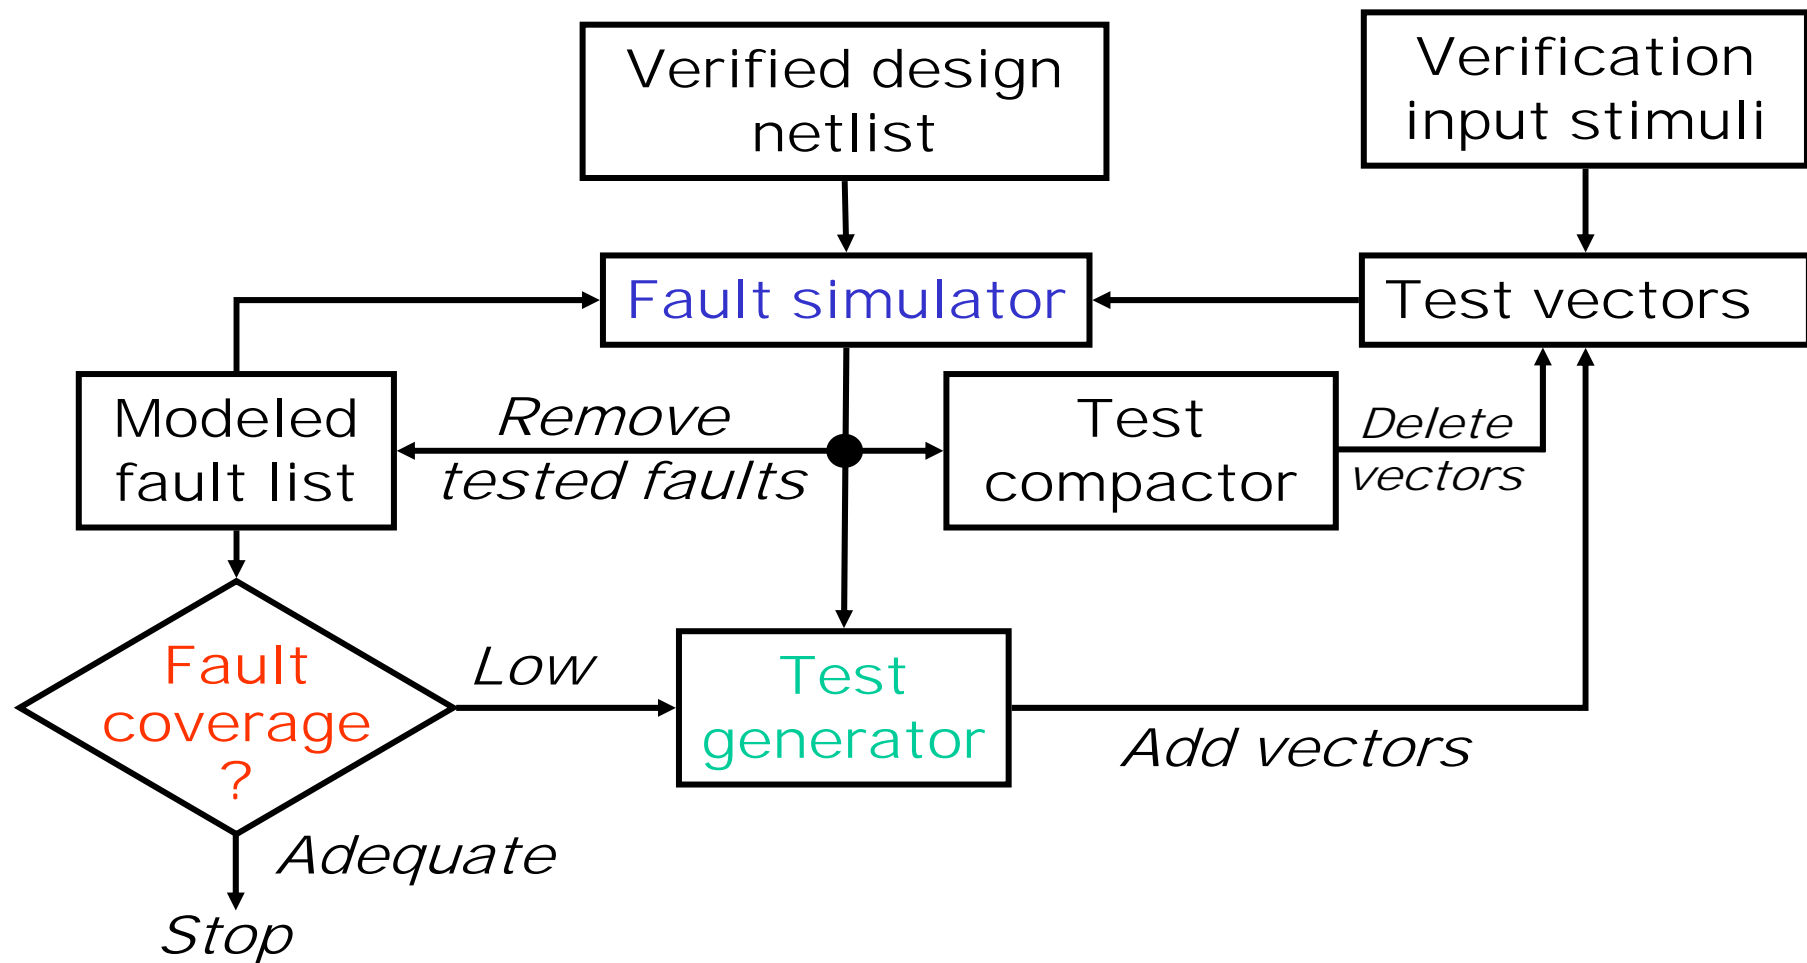 Verified design
netlist
Verification
input stimuli
Fault simulator
Test vectors
Modeled
fault list
Remove
tested faults
Test
compactor
Delete
vectors
Fault
coverage
?
Low
Test
generator
Add vectors
Adequate
Stop